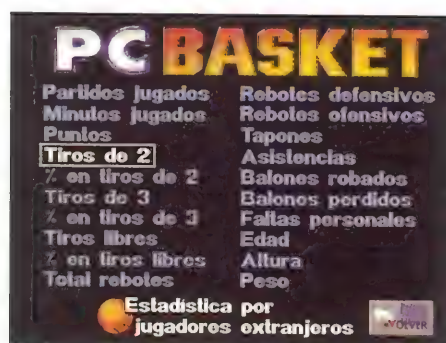 PC BASKET
Partidos jugados
Minutos jugados
Puntos
Tiros de 2
% en tiros de 2
Tiros de 3
% en tiros de 3
Tiros libres
% en tiros libres
Total rebotes
Rebotes defensivos
Rebotes ofensivos
Tapones
Asistencias
Balones robados
Balones perdidos
Faltas personales
Edad
Altura
Peso
Estadística por
jugadores extranjeros
VOLVER